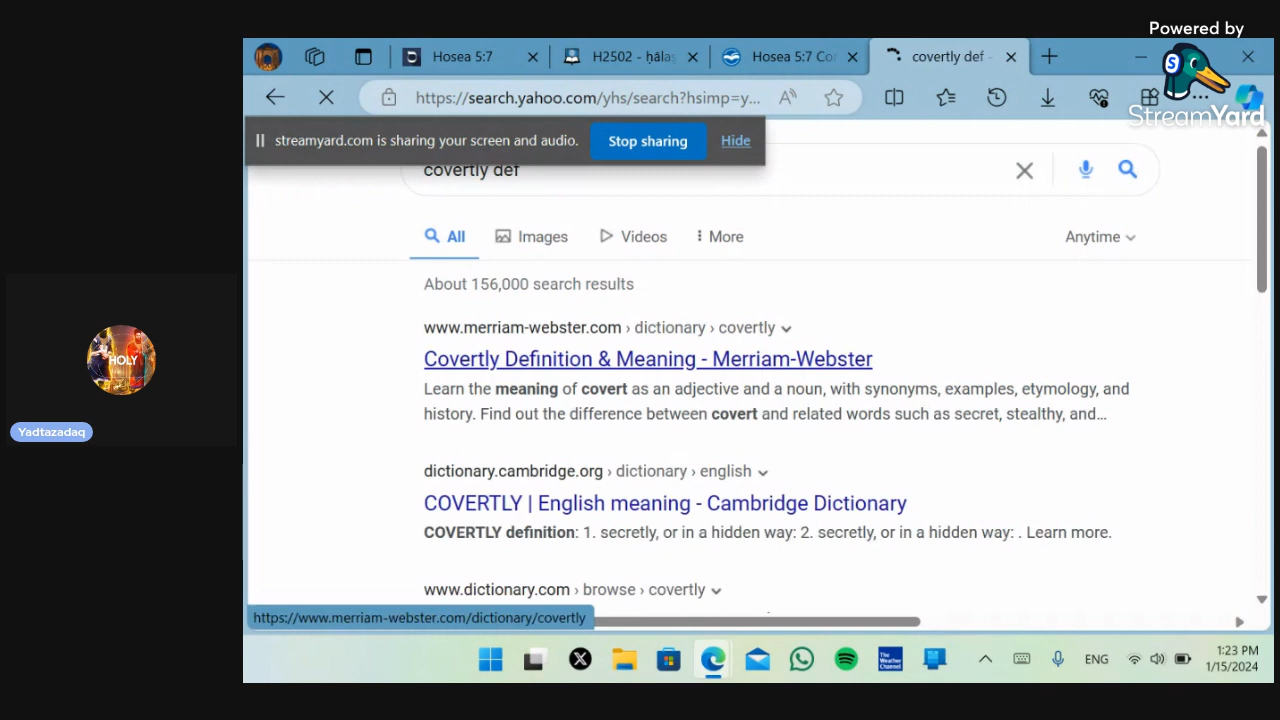 Powered by
StreamYard
Hosea 5:7
H2502 - ḥālaṣ
Hosea 5:7 Co
covertly def -
https://search.yahoo.com/yhs/search?hsimp=y...
streamyard.com is sharing your screen and audio.
Stop sharing
Hide
covertly def
All
Images
Videos
More
Anytime
About 156,000 search results
www.merriam-webster.com › dictionary › covertly
Covertly Definition & Meaning - Merriam-Webster
Learn the meaning of covert as an adjective and a noun, with synonyms, examples, etymology, and
history. Find out the difference between covert and related words such as secret, stealthy, and...
dictionary.cambridge.org › dictionary › english
COVERTLY | English meaning - Cambridge Dictionary
COVERTLY definition: 1. secretly, or in a hidden way: 2. secretly, or in a hidden way: . Learn more.
www.dictionary.com › browse › covertly
https://www.merriam-webster.com/dictionary/covertly
HOLY
Yadtazadaq
The
Weather
Channel
ENG
1:23 PM
1/15/2024